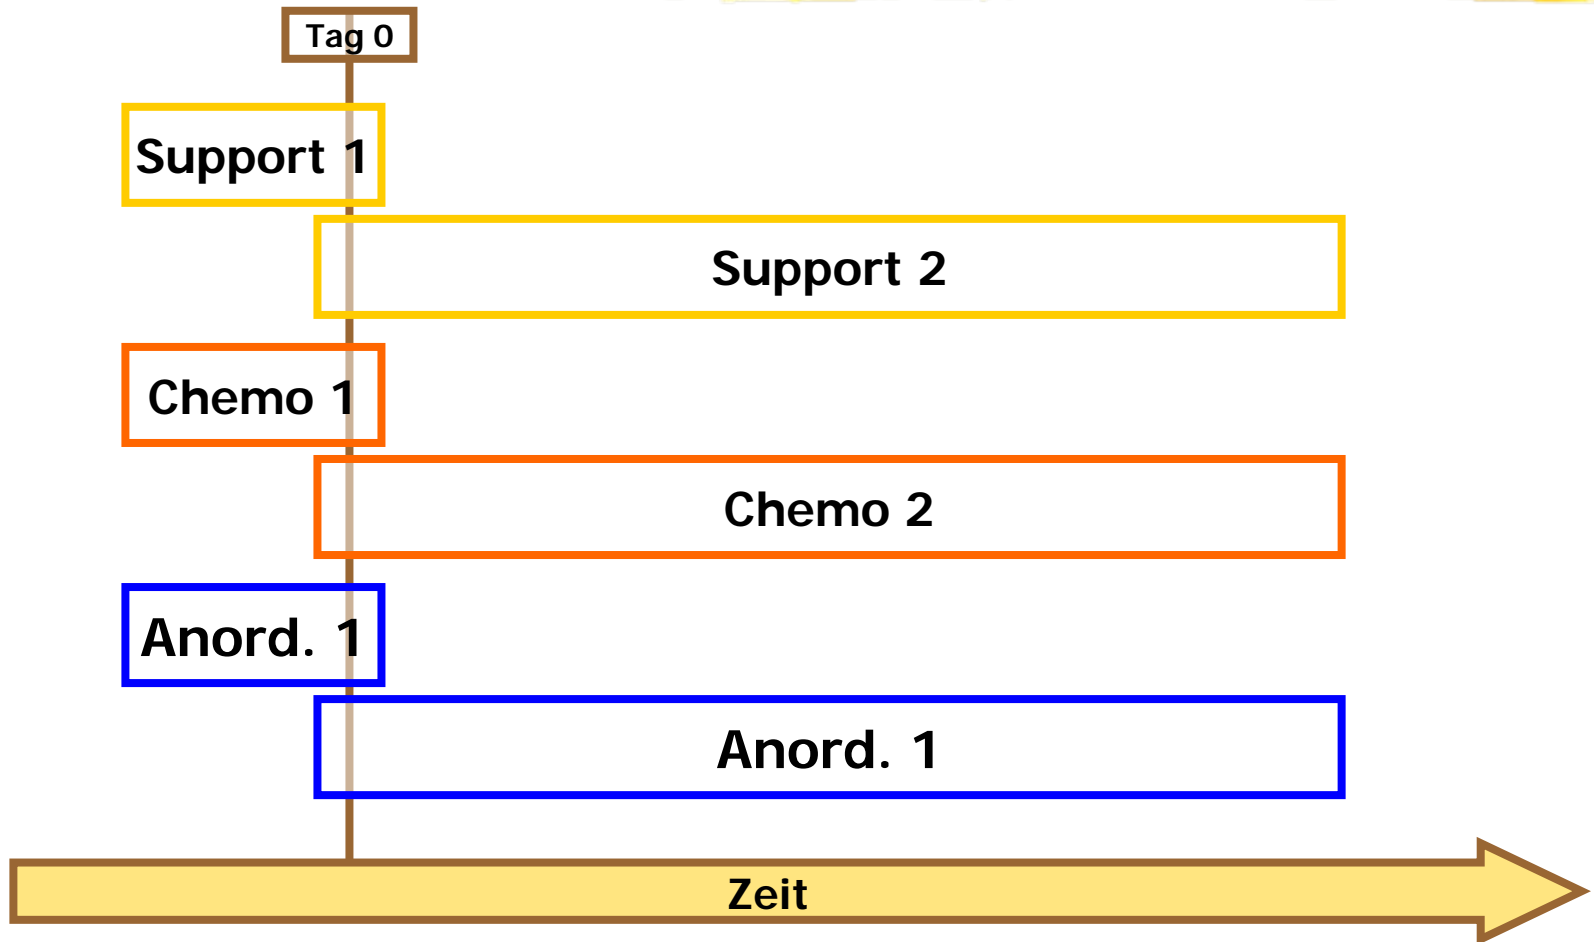 Tag 0
Support 1
Support 2
Chemo 1
Chemo 2
Anord. 1
Anord. 1
Zeit